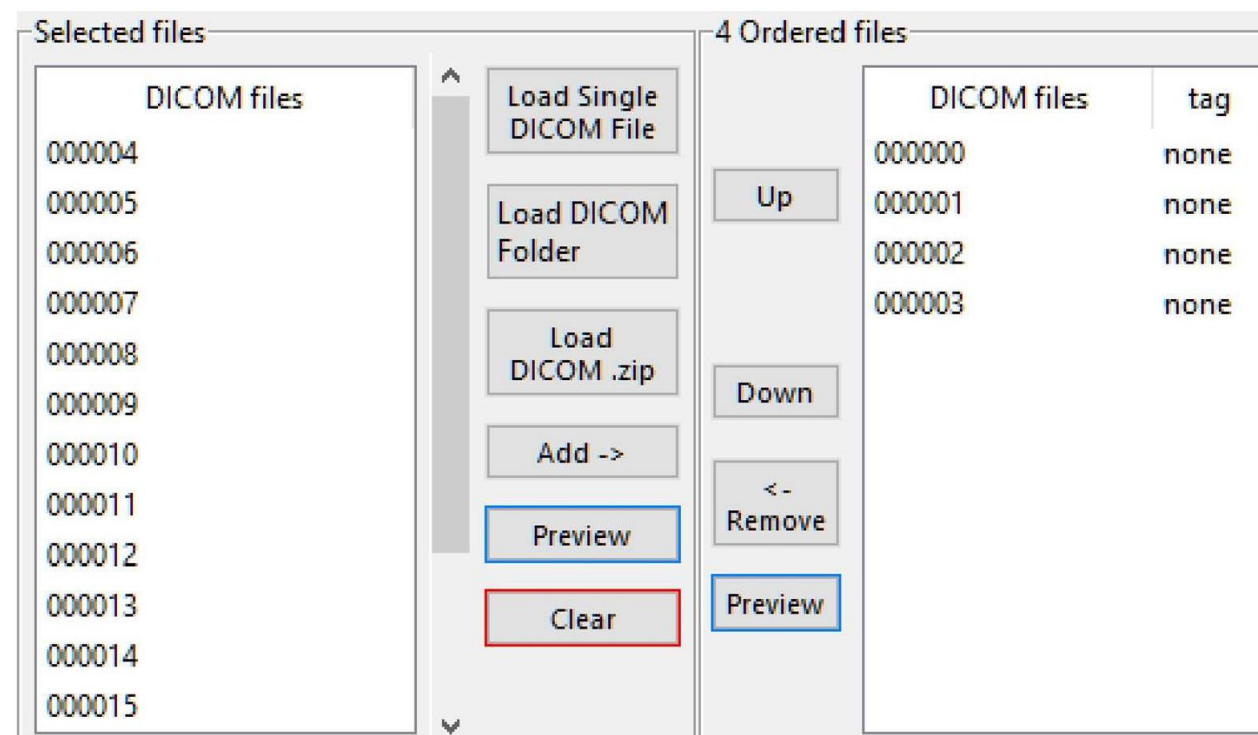 Selected files
DICOM files
000004
000005
000006
000007
000008
000009
000010
000011
000012
000013
000014
000015
Load Single
DICOM File
Load DICOM
Folder
Load
DICOM .zip
Add ->
Preview
Clear
4 Ordered files
Up
Down
<-
Remove
Preview
DICOM files tag
000000 none
000001 none
000002 none
000003 none